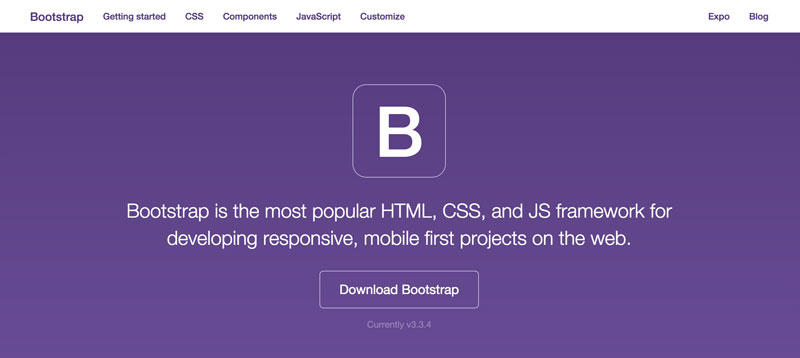 Bootstrap Getting started CSS Components JavaScript Customize Expo Blog
B
Bootstrap is the most popular HTML, CSS, and JS framework for
developing responsive, mobile first projects on the web.
Download Bootstrap
Currently v3.3.4